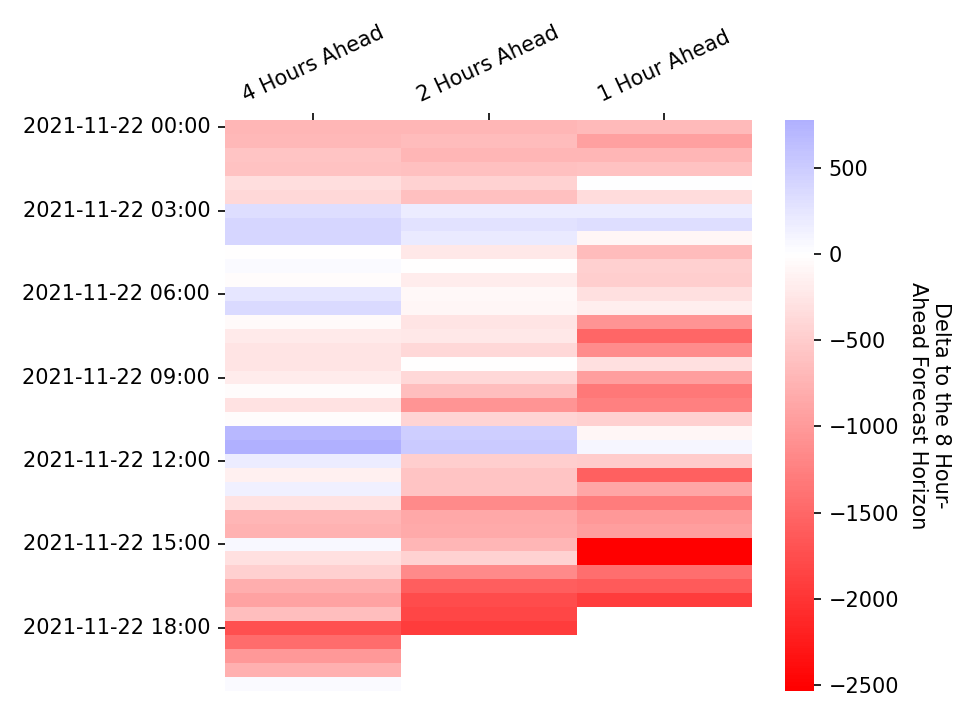 4 Hours Ahead
2 Hours Ahead
1 Hour Ahead
2021-11-22 00:00
2021-11-22 03:00
2021-11-22 06:00
2021-11-22 09:00
2021-11-22 12:00
2021-11-22 15:00
2021-11-22 18:00
500
0
−500
−1000
−1500
−2000
−2500
Delta to the 8 Hour-
Ahead Forecast Horizon